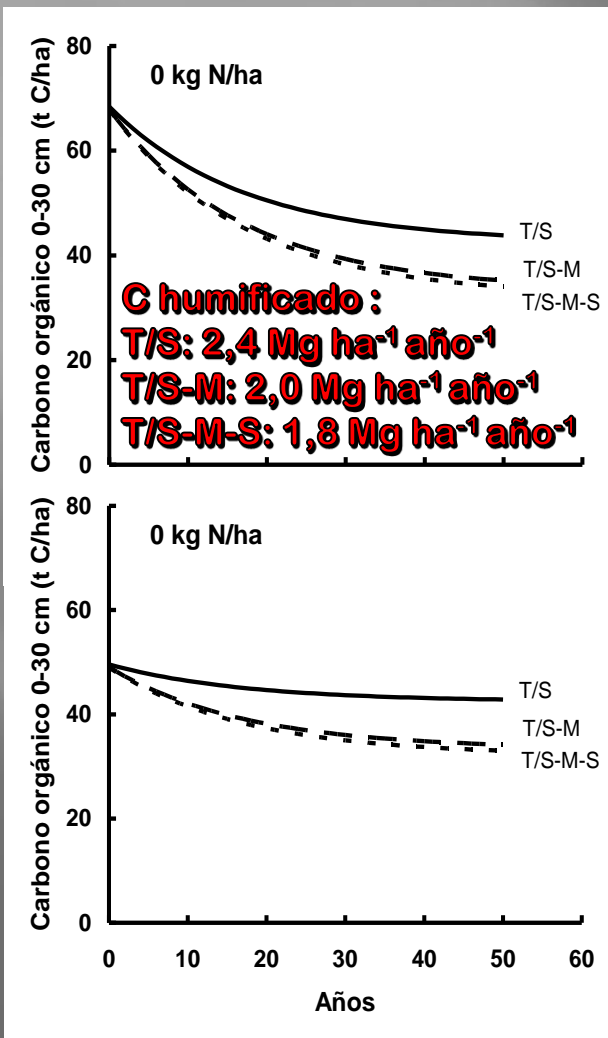 Carbono orgánico 0-30 cm (t C/ha)
80
60
40
20
0
0 kg N/ha
T/S
T/S-M
T/S-M-S
C humificado :
T/S: 2,4 Mg ha⁻¹ año⁻¹
T/S-M: 2,0 Mg ha⁻¹ año⁻¹
T/S-M-S: 1,8 Mg ha⁻¹ año⁻¹
Carbono orgánico 0-30 cm (t C/ha)
80
60
40
20
0
0 kg N/ha
T/S
T/S-M
T/S-M-S
0 10 20 30 40 50 60
Años